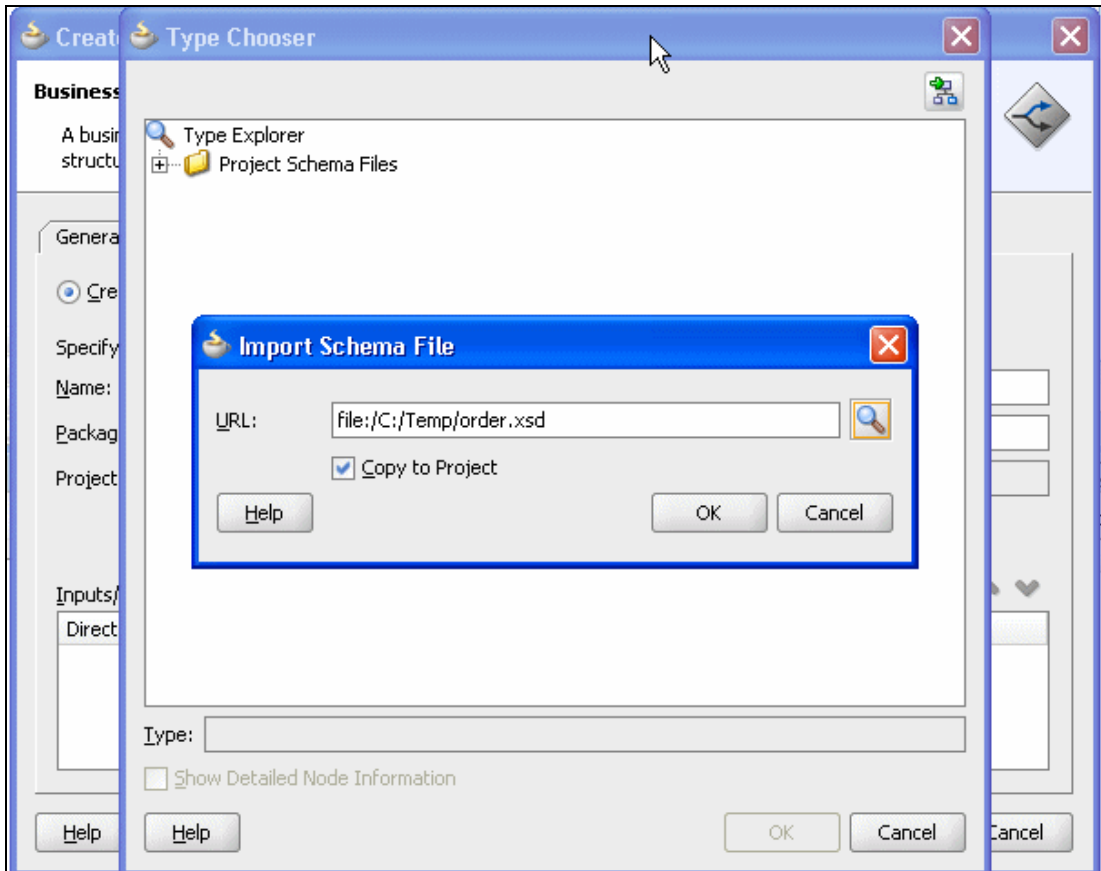 Create
Type Chooser
Business
A busin
structu
Type Explorer
Project Schema Files
Genera
Cre
Specify
Name:
Packag
Project
Import Schema File
URL:
file:/C:/Temp/order.xsd
Copy to Project
Help
OK
Cancel
Inputs/
Direct
Type:
Show Detailed Node Information
Help
Help
OK
Cancel
Cancel